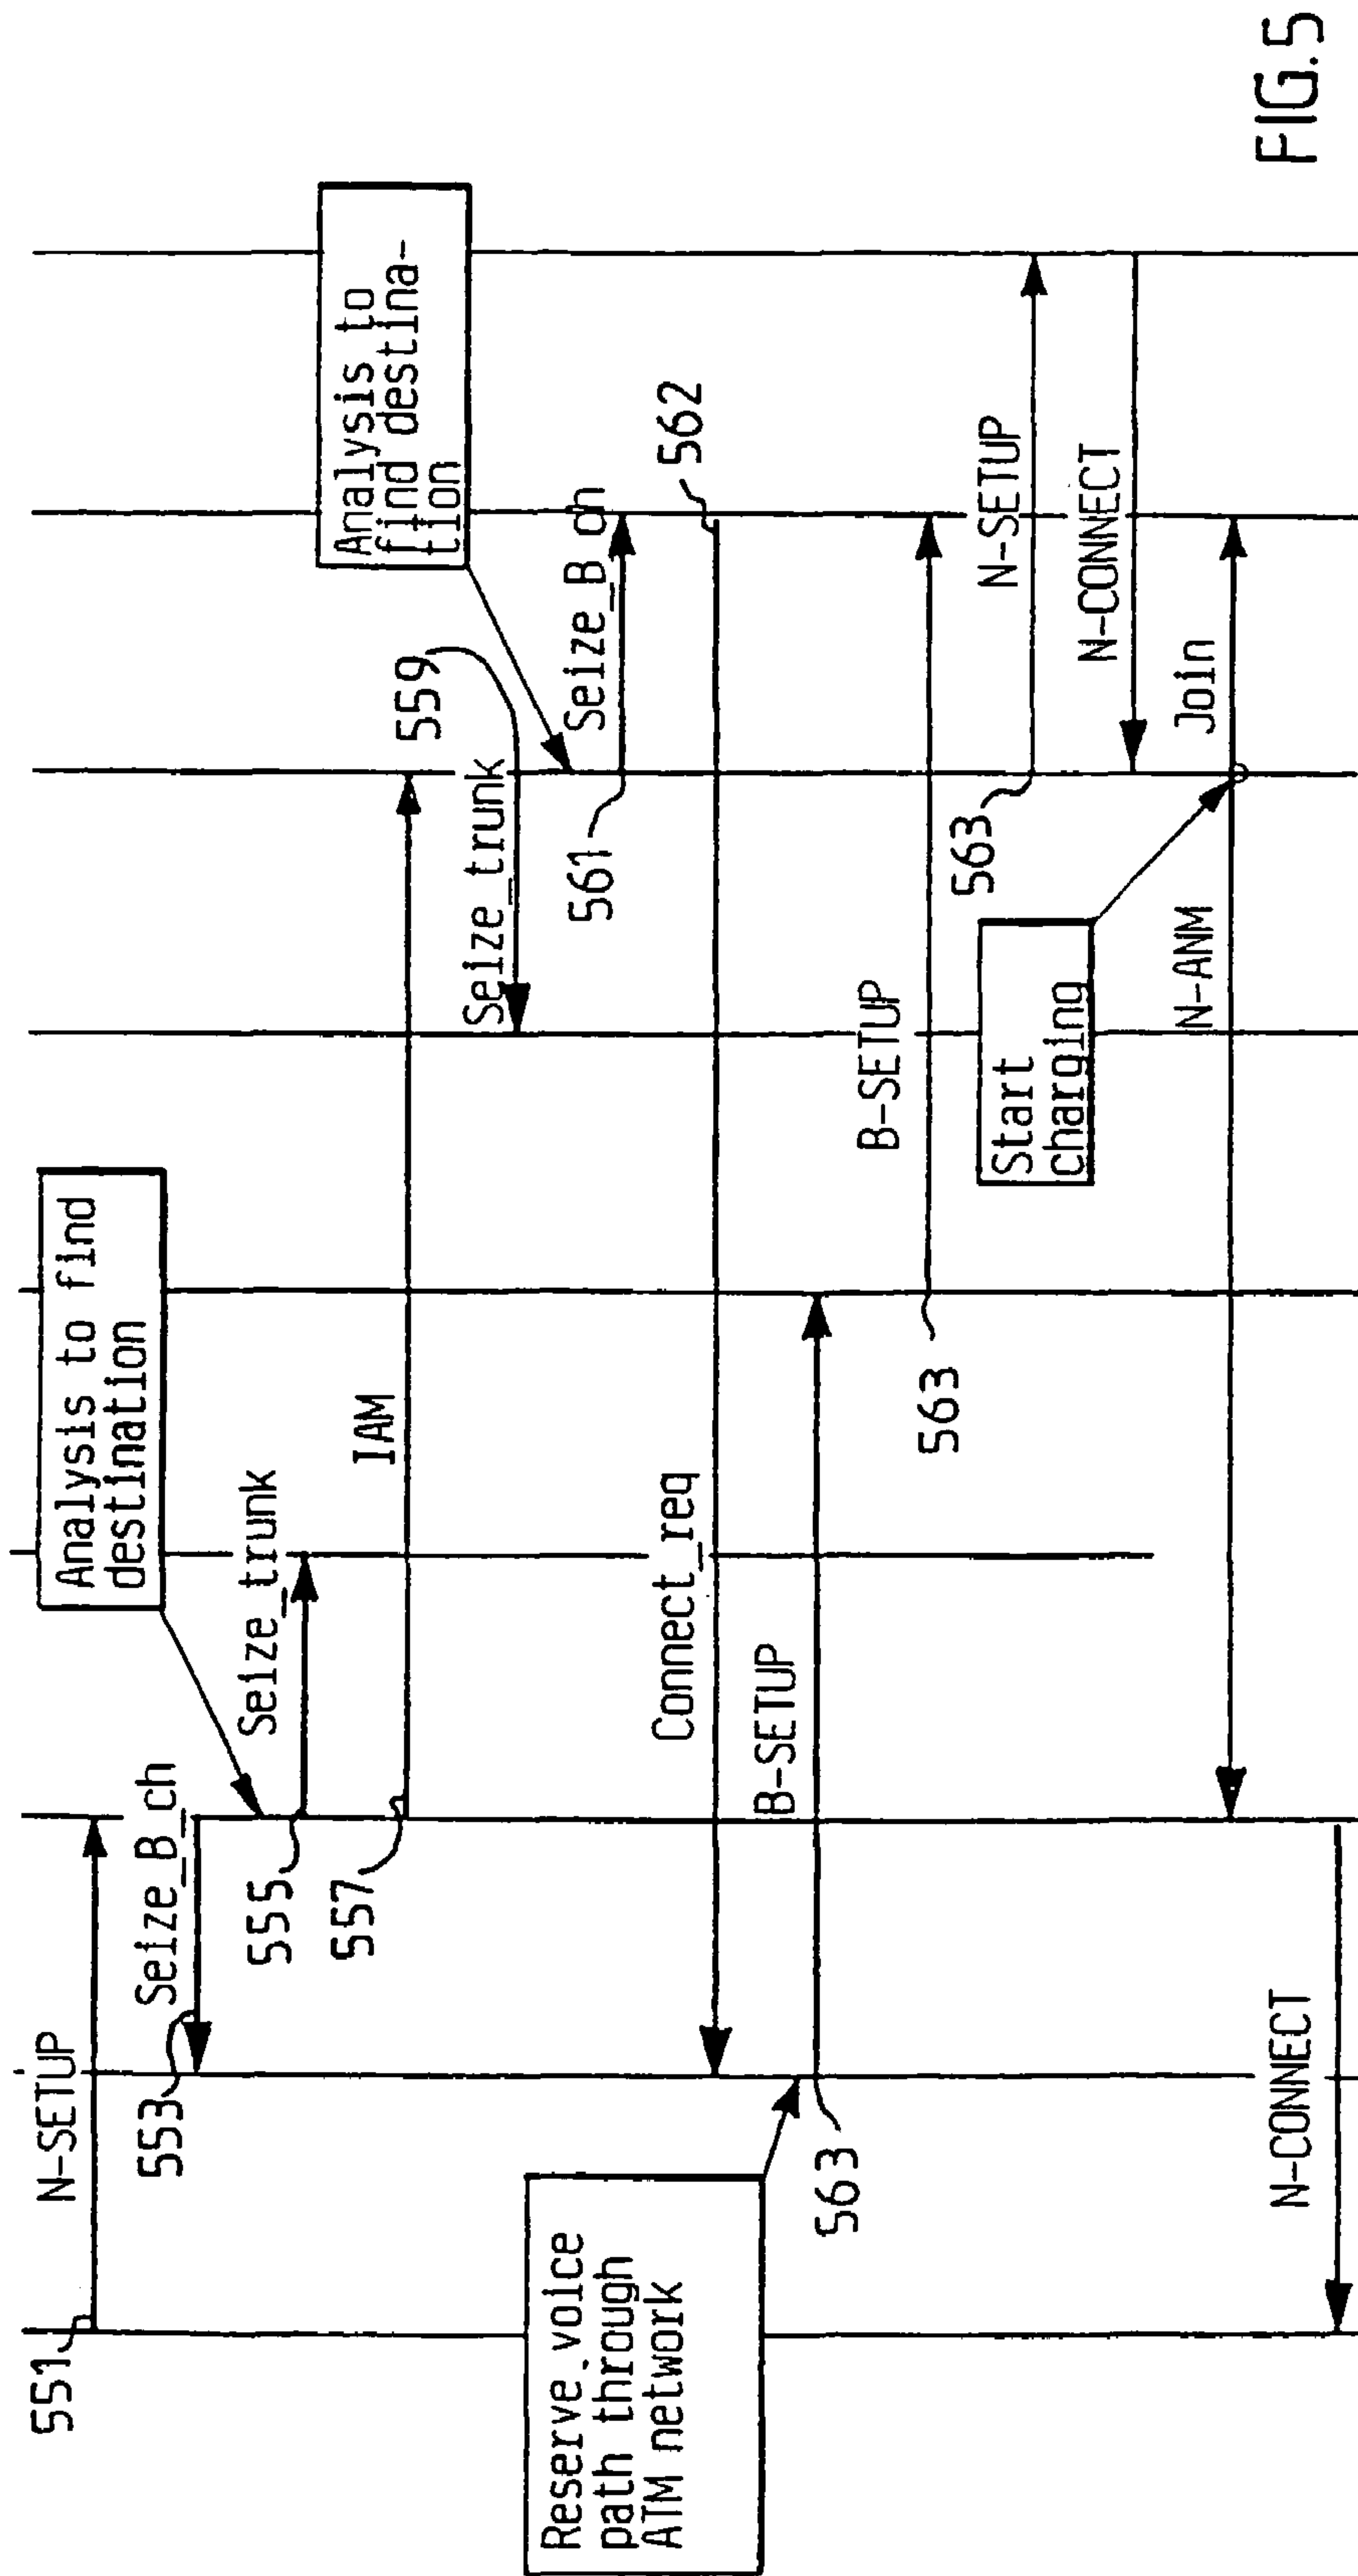 551
N-SETUP
553
Seize_B_ch
Analysis to find
destination
555
Seize_trunk
557
IAM
559
Seize_trunk
Analysis to
find destina-
tion
561
Seize_B_ch
562
Connect_req
Reserve voice
path through
ATM network
563
B-SETUP
563
B-SETUP
563
N-SETUP
N-CONNECT
Start
charging
N-ANM
Join
N-CONNECT
FIG.5